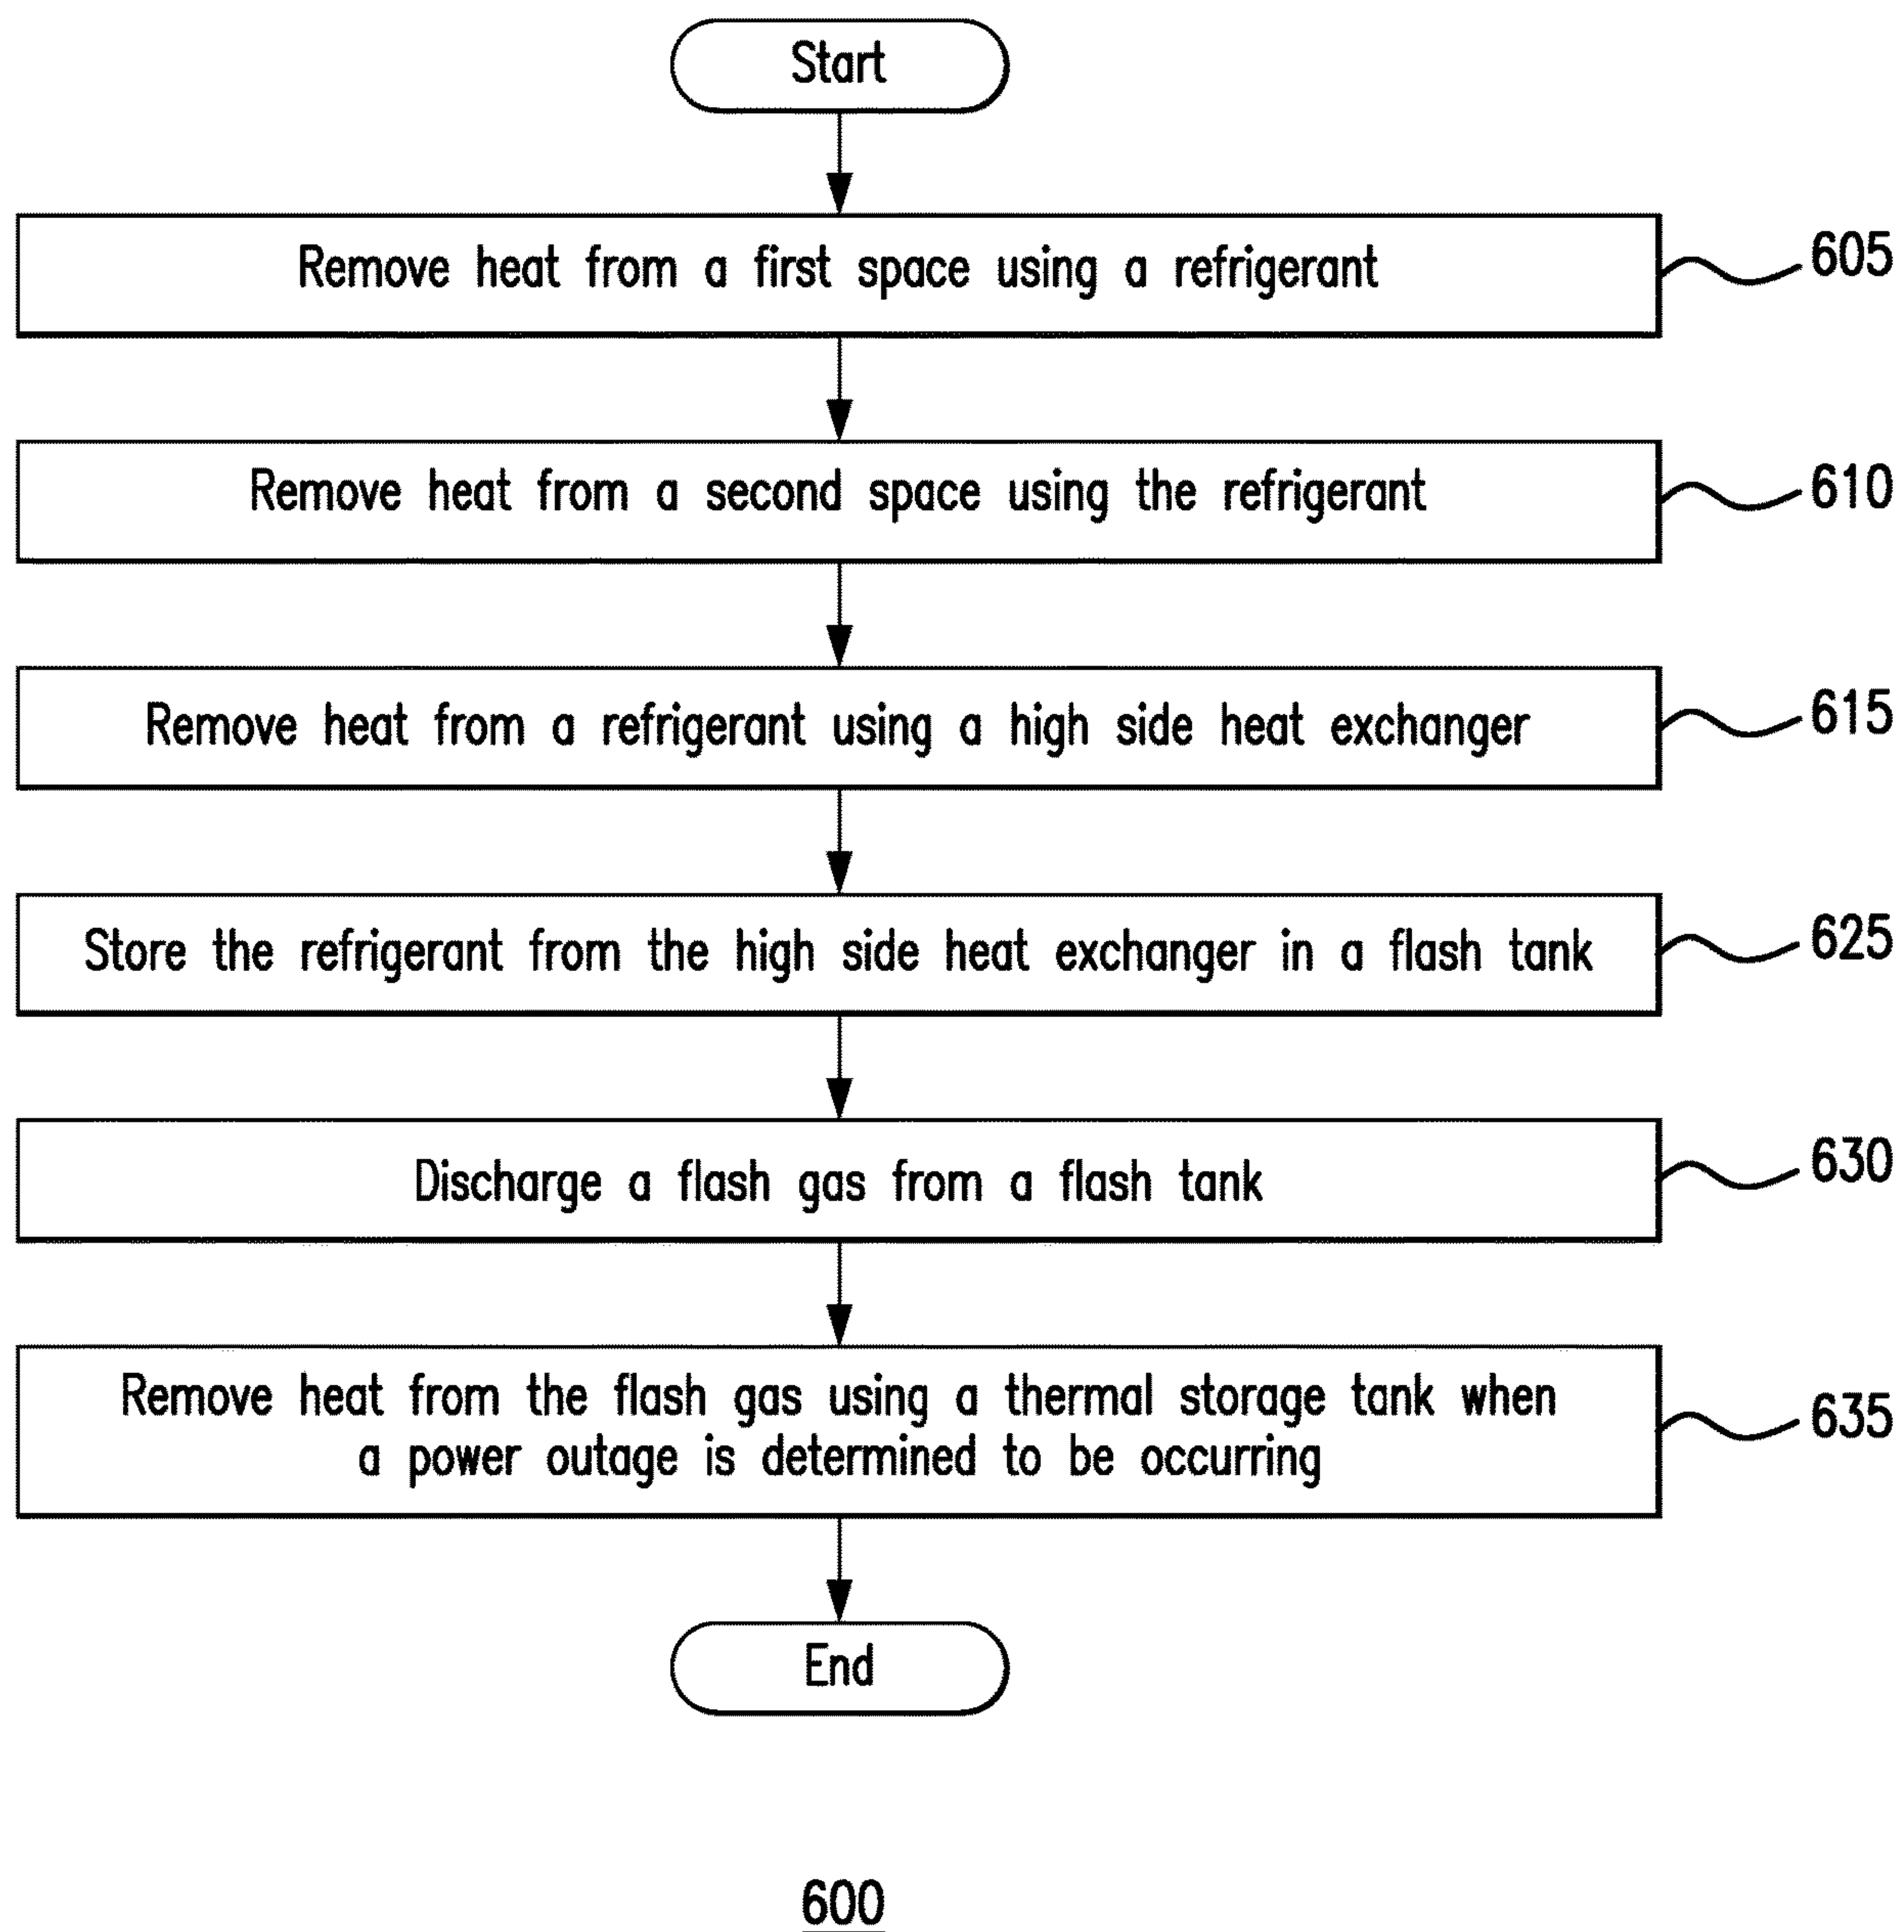 Start
Remove heat from a first space using a refrigerant
605
Remove heat from a second space using the refrigerant
610
Remove heat from a refrigerant using a high side heat exchanger
615
Store the refrigerant from the high side heat exchanger in a flash tank
625
Discharge a flash gas from a flash tank
630
Remove heat from the flash gas using a thermal storage tank when
a power outage is determined to be occurring
635
End
600